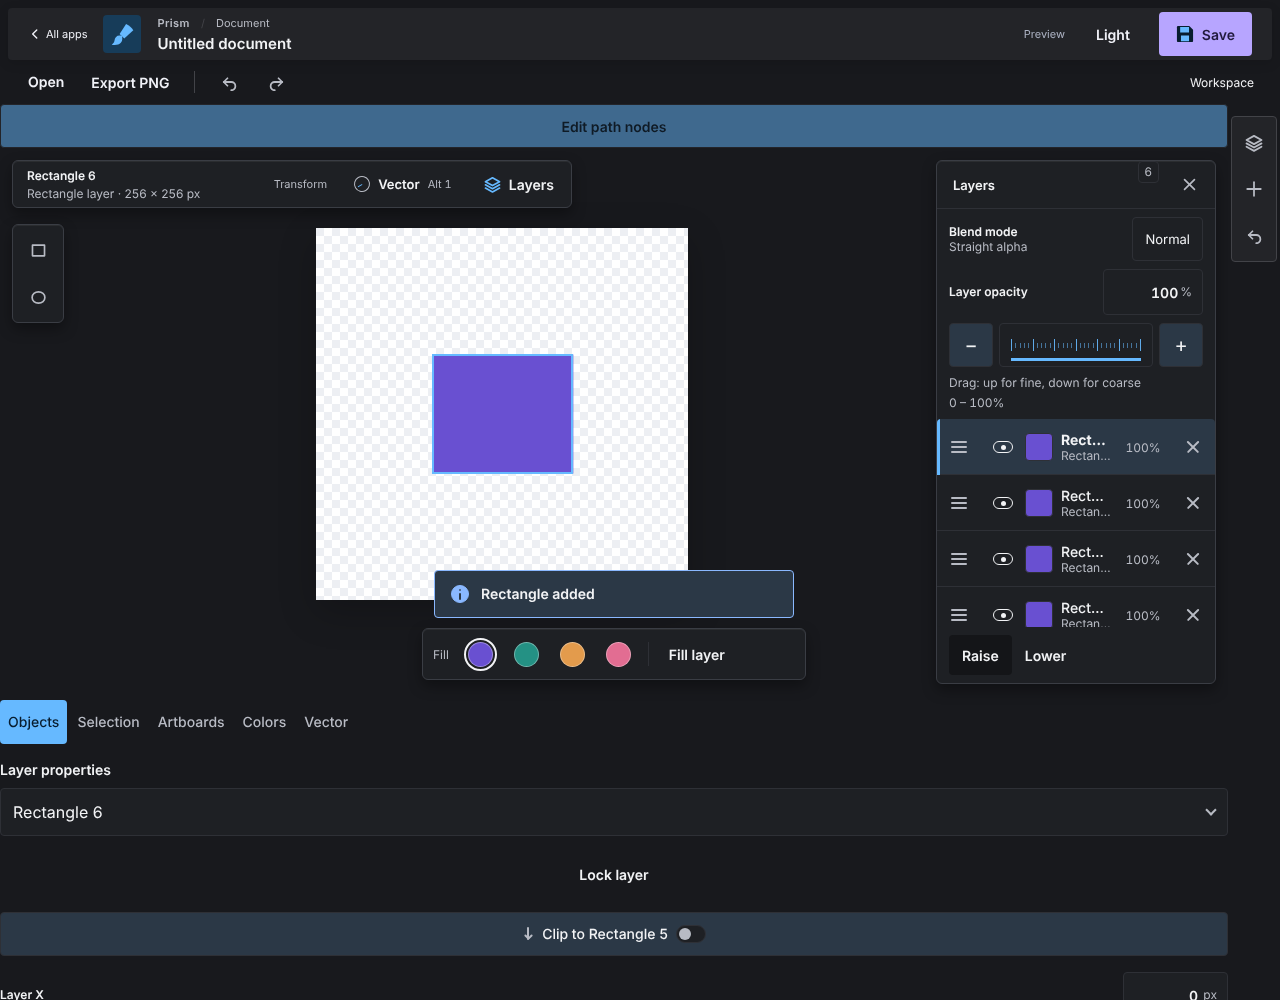 All apps
Prism / Document
Untitled document
Preview
Light
Save
Open
Export PNG
Workspace
Edit path nodes
Rectangle 6
Rectangle layer · 256 × 256 px
Transform
Vector Alt 1
Layers
Layers
6
Blend mode
Straight alpha
Normal
Layer opacity
100 %
−
+
Drag: up for fine, down for coarse
0 – 100%
Rect...
Rectan...
100%
Rect...
Rectan...
100%
Rect...
Rectan...
100%
Rect...
Rectan...
100%
Raise
Lower
Rectangle added
Fill
Fill layer
Objects
Selection
Artboards
Colors
Vector
Layer properties
Rectangle 6
Lock layer
Clip to Rectangle 5
Layer X
0 px